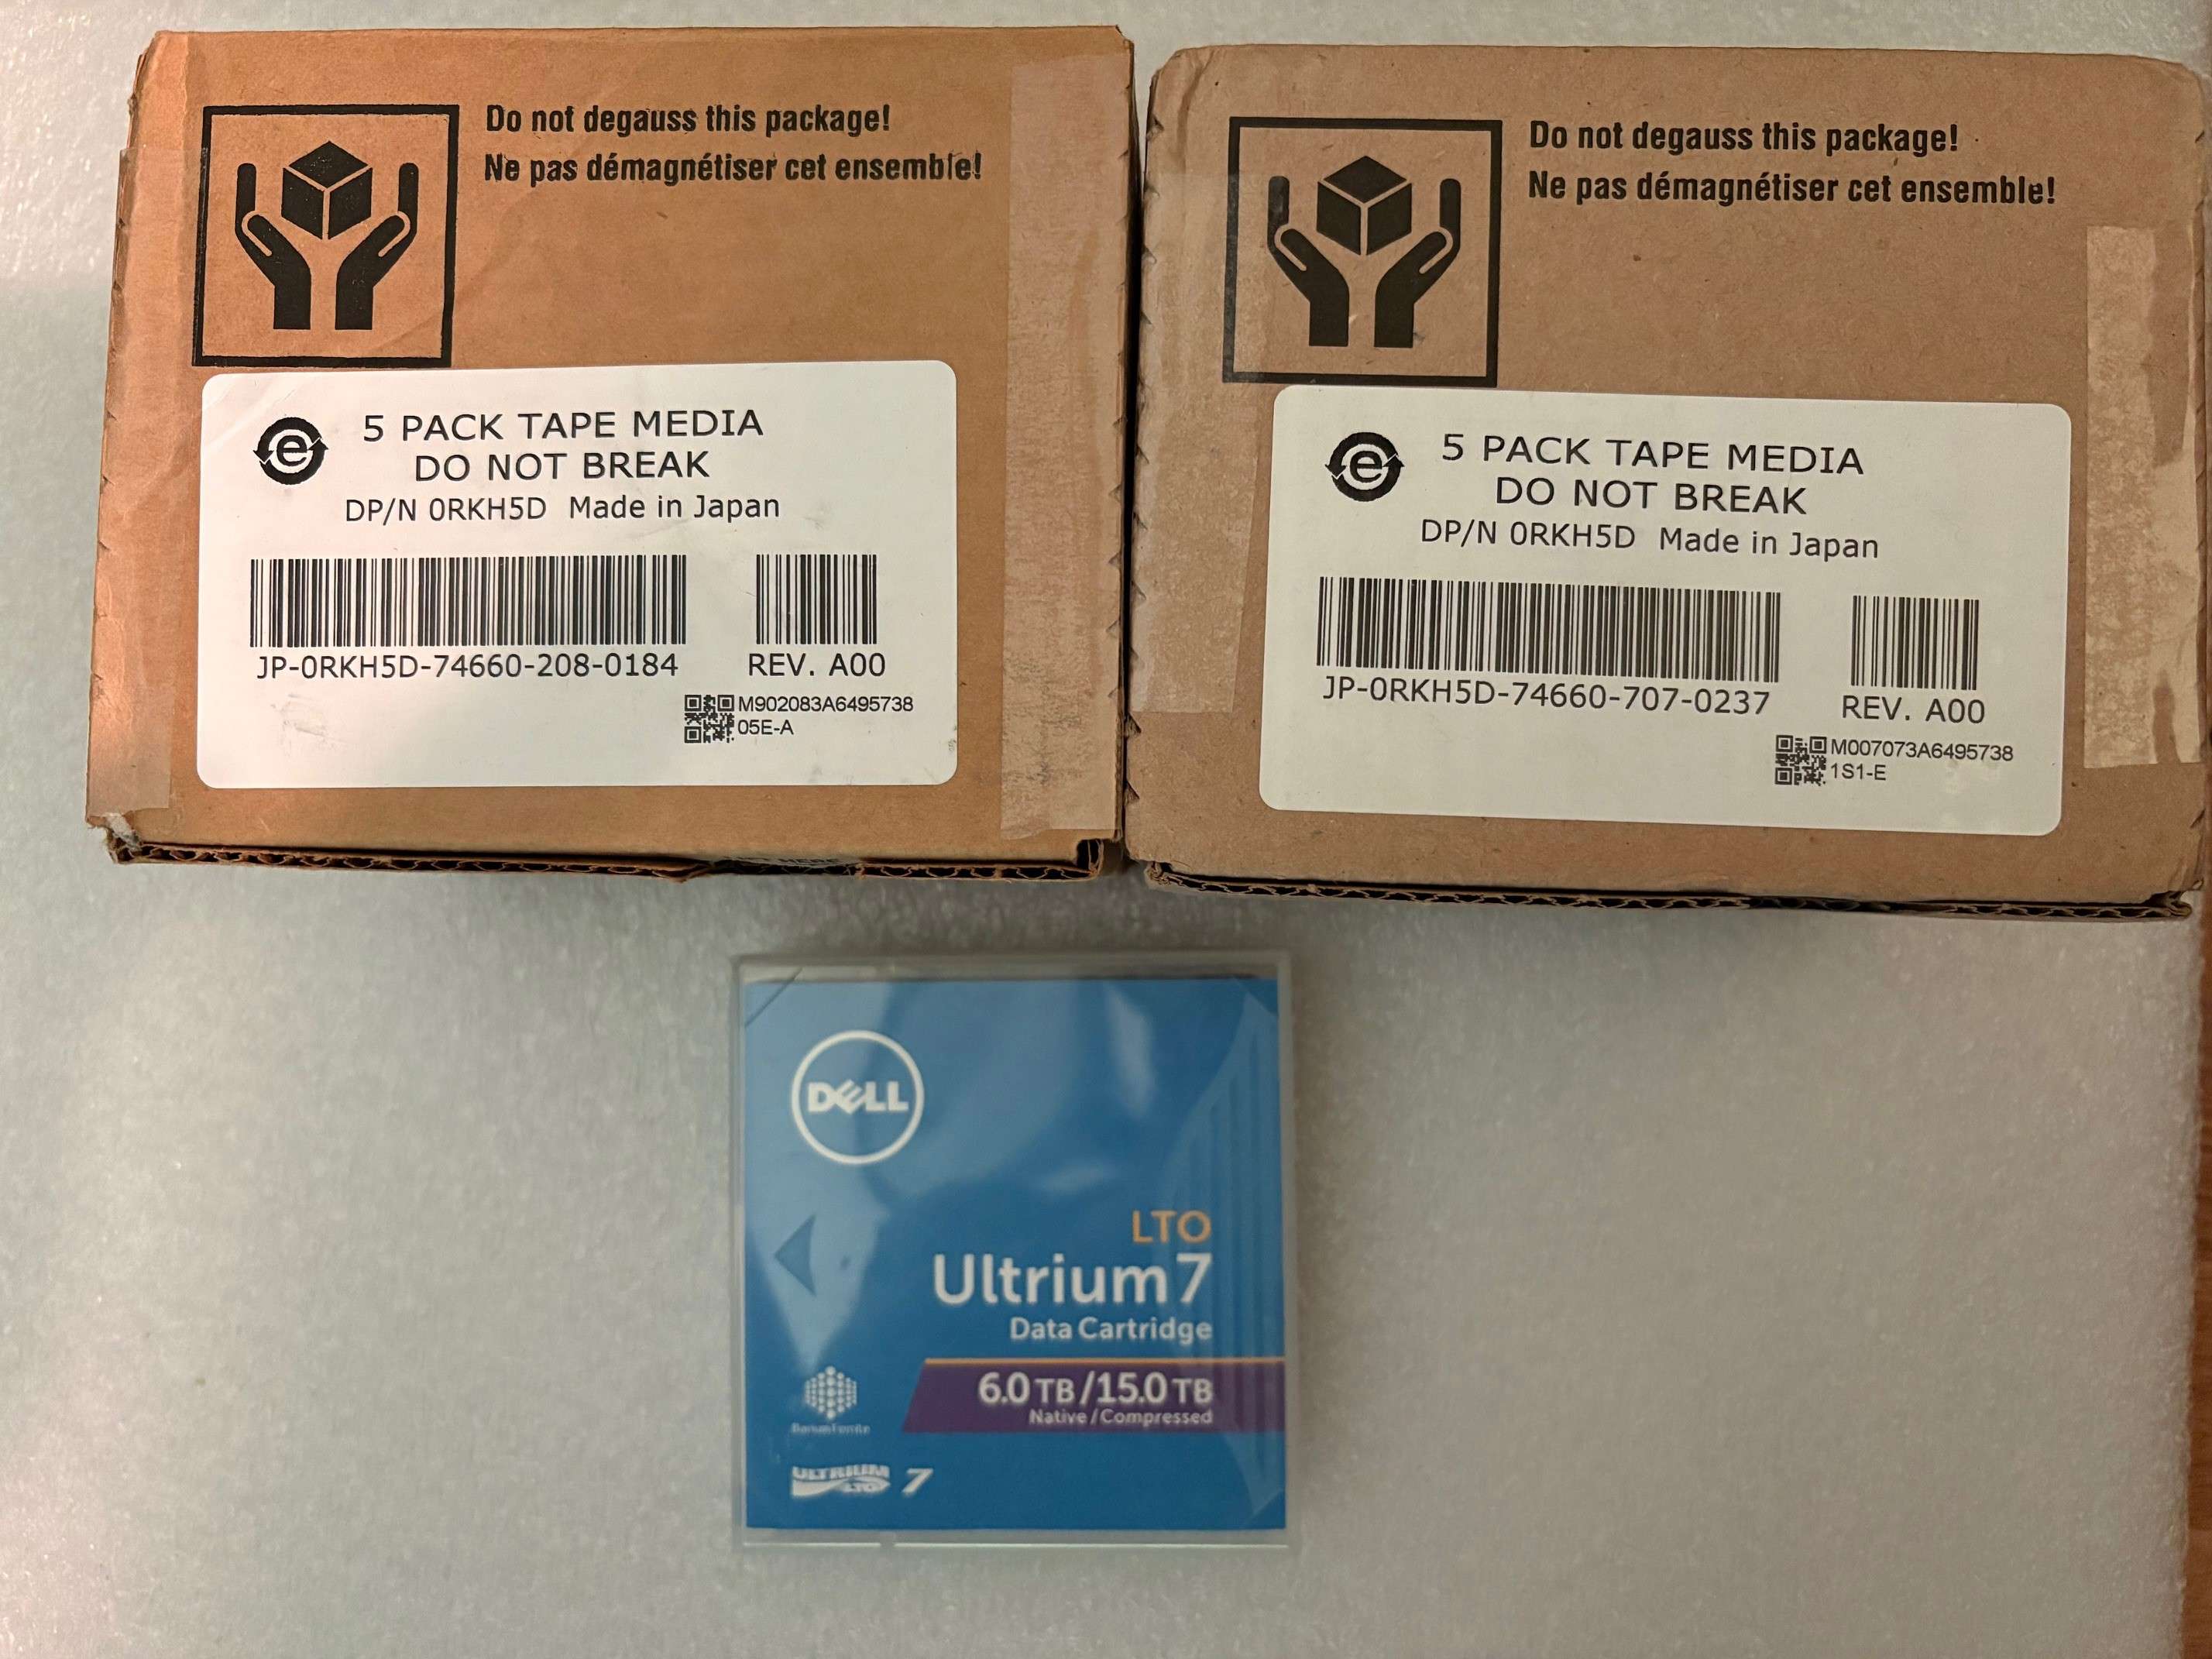 Do not degauss this package!
Ne pas démagnétiser cet ensemble!
5 PACK TAPE MEDIA
DO NOT BREAK
DP/N 0RKH5D Made in Japan
JP-0RKH5D-74660-208-0184 REV. A00
M902083A6495738
05E-A
Do not degauss this package!
Ne pas démagnétiser cet ensemble!
5 PACK TAPE MEDIA
DO NOT BREAK
DP/N 0RKH5D Made in Japan
JP-0RKH5D-74660-707-0237 REV. A00
M007073A6495738
1S1-E
DELL
LTO
Ultrium 7
Data Cartridge
6.0 TB/15.0 TB
Native/Compressed
BariumFerrite
ULTRIUM 7
LTO